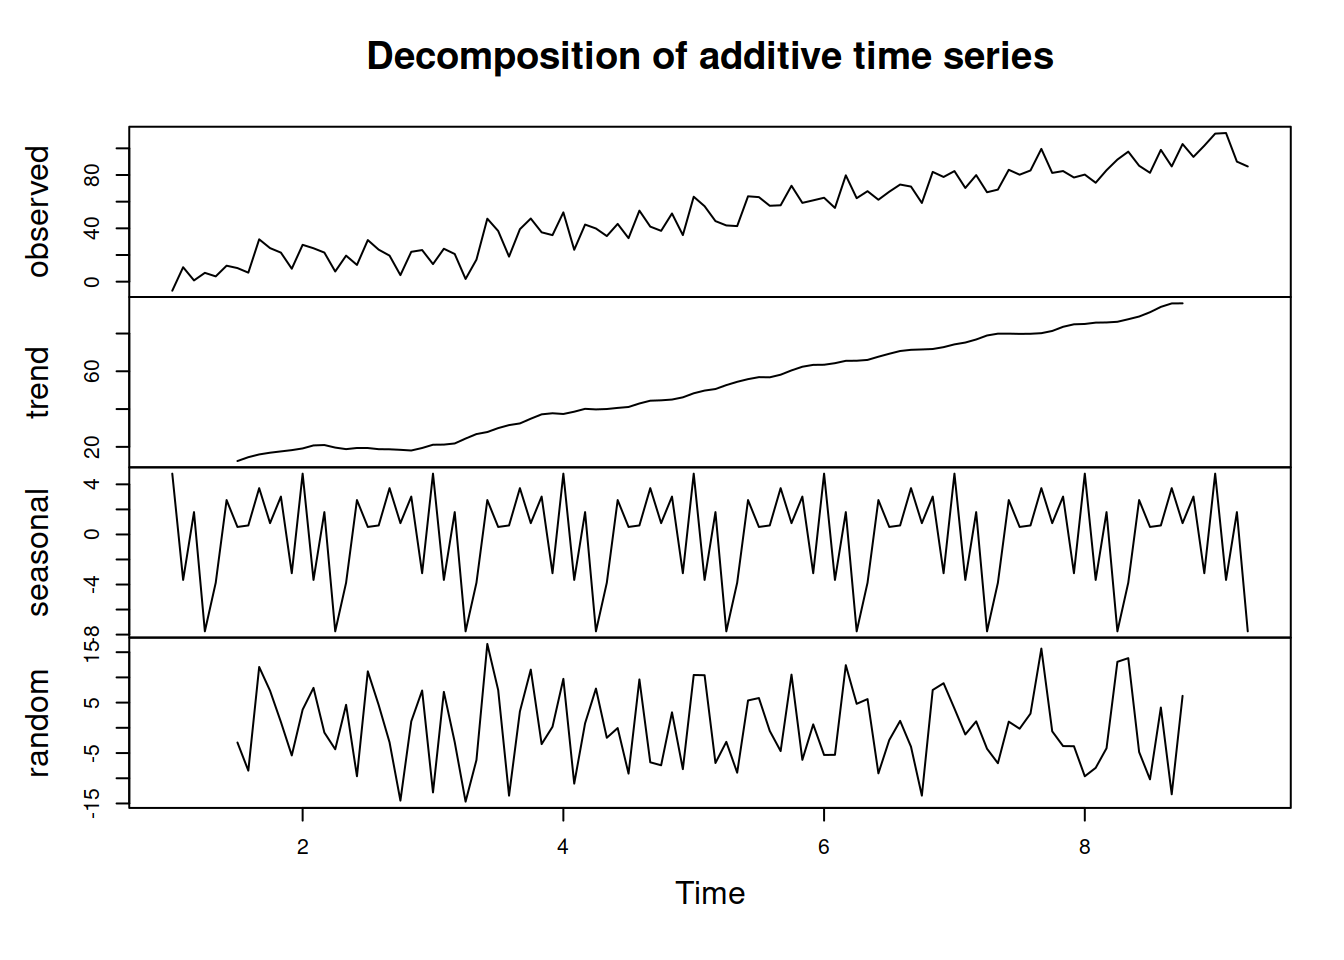 Decomposition of additive time series
observed
0 40 80
trend
20 60
seasonal
-8 -4 0 4
random
-15 -5 5 15
2 4 6 8
Time